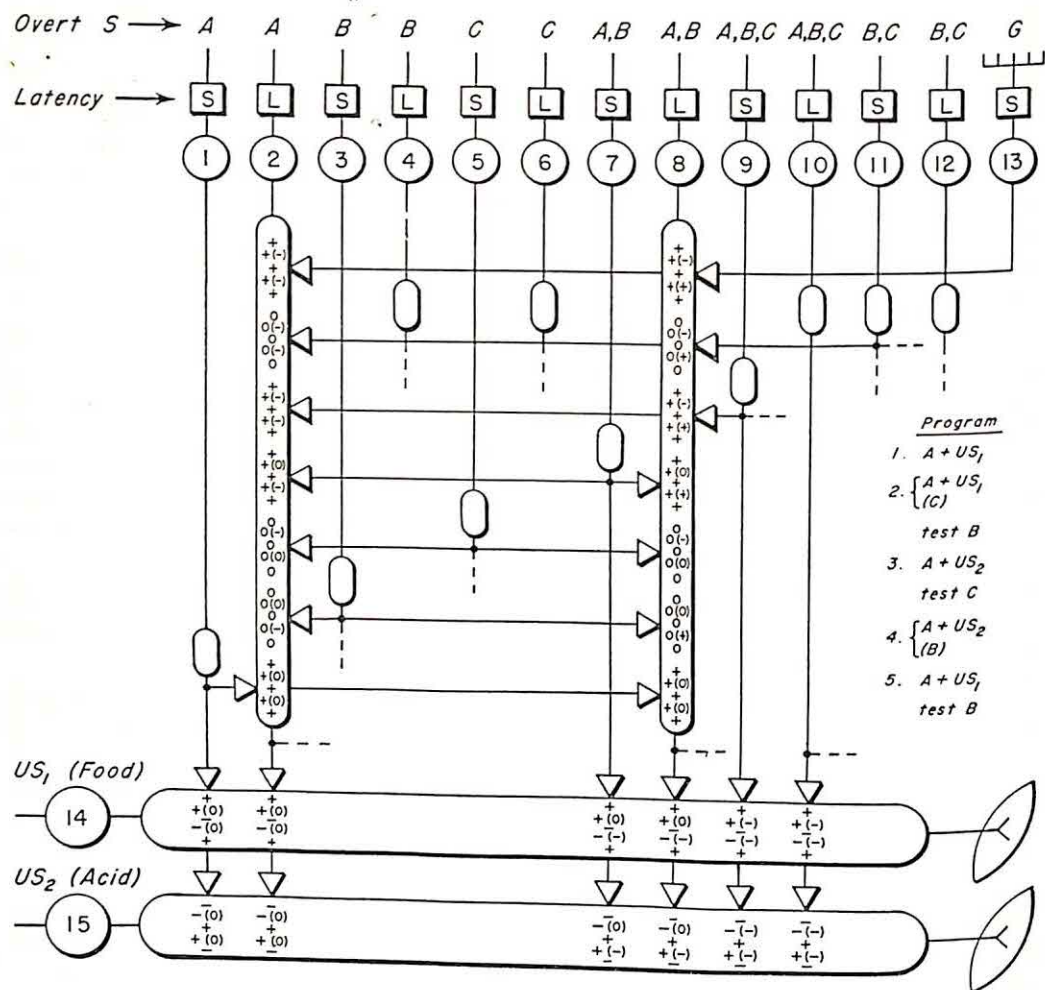 Overt S → A A B B C C A,B A,B A,B,C A,B,C B,C B,C G
Latency → S L S L S L S L S L S L S
1 2 3 4 5 6 7 8 9 10 11 12 13
+ +
+(-) +(-)
+ +
+(-) +(+)
+ +
O O
O(-) O(-)
O O
O(-) O(+)
O O
+ +
+(-) +(-)
+ +
+(-) +(+)
+ +
+ +
+(O) +(O)
+ +
+(-) +(+)
+ +
O O
O(-) O(-)
O O
O(O) O(O)
O O
O O
O(O) O(O)
O O
O(-) O(+)
O O
+ +
+(O) +(O)
+ +
+(O) +(O)
+ +
Program
1. A + US₁
2. { A + US₁
(C)
test B
3. A + US₂
test C
4. { A + US₂
(B)
5. A + US₁
test B
US₁ (Food)
14
+ + + + + +
+(O) +(O) +(O) +(O) +(-) +(-)
- - - - - -
-(O) -(O) -(-) -(-) -(-) -(-)
+ + + + + +
US₂ (Acid)
15
- - - - - -
-(O) -(O) -(O) -(O) -(-) -(-)
+ + + + + +
+(O) +(O) +(-) +(-) +(-) +(-)
- - - - - -